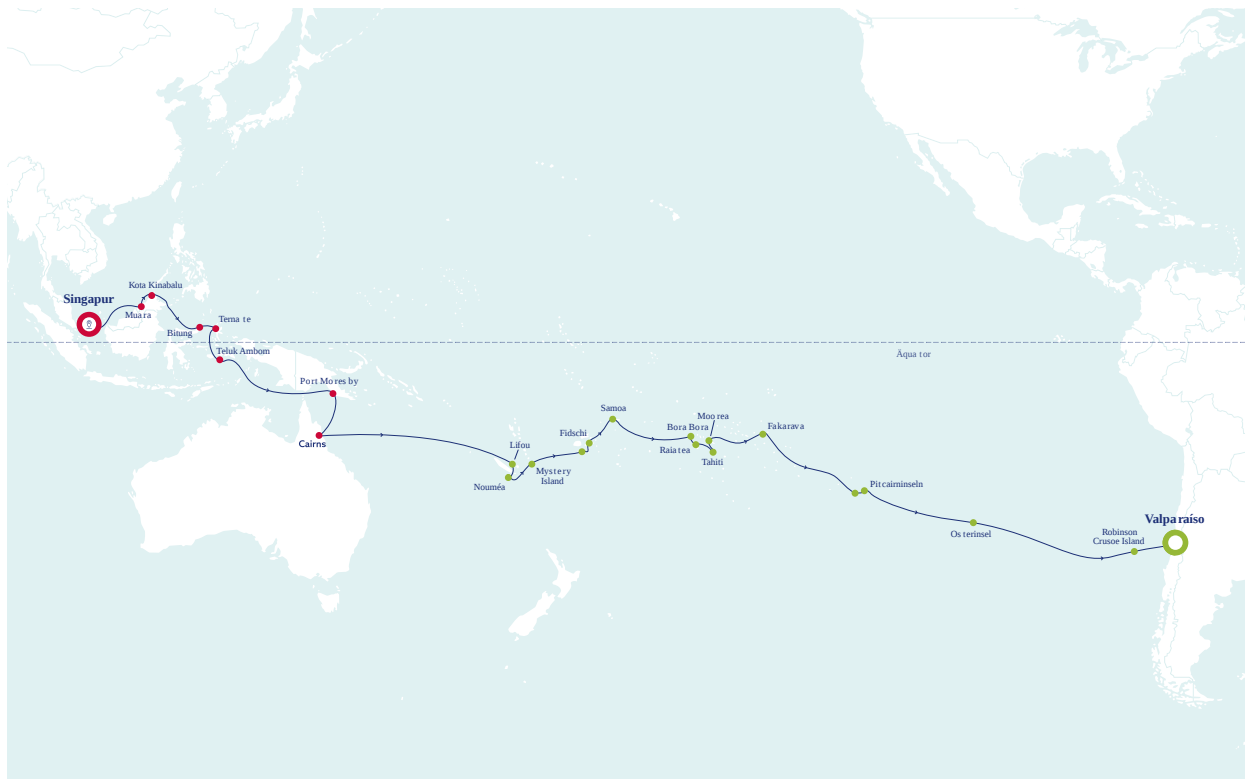 Kota Kinabalu
Singapur
Muara
Ternate
Bitung
Äquator
Teluk Ambom
Port Moresby
Samoa
Moorea
Bora Bora
Fakarava
Fidschi
Cairns
Lifou
Raiatea
Tahiti
Mystery
Island
Nouméa
Pitcairninseln
Valparaíso
Osterinsel
Robinson
Crusoe Island